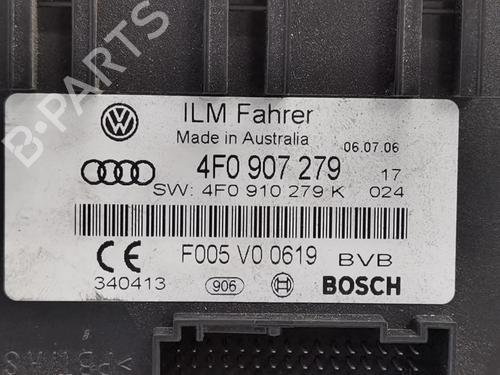 ILM Fahrer
Made in Australia
06.07.06
4F0 907 279
17
SW: 4F0 910 279 K
024
F005 V0 0619
BVB
CE
340413
906
BOSCH
B-PARTS